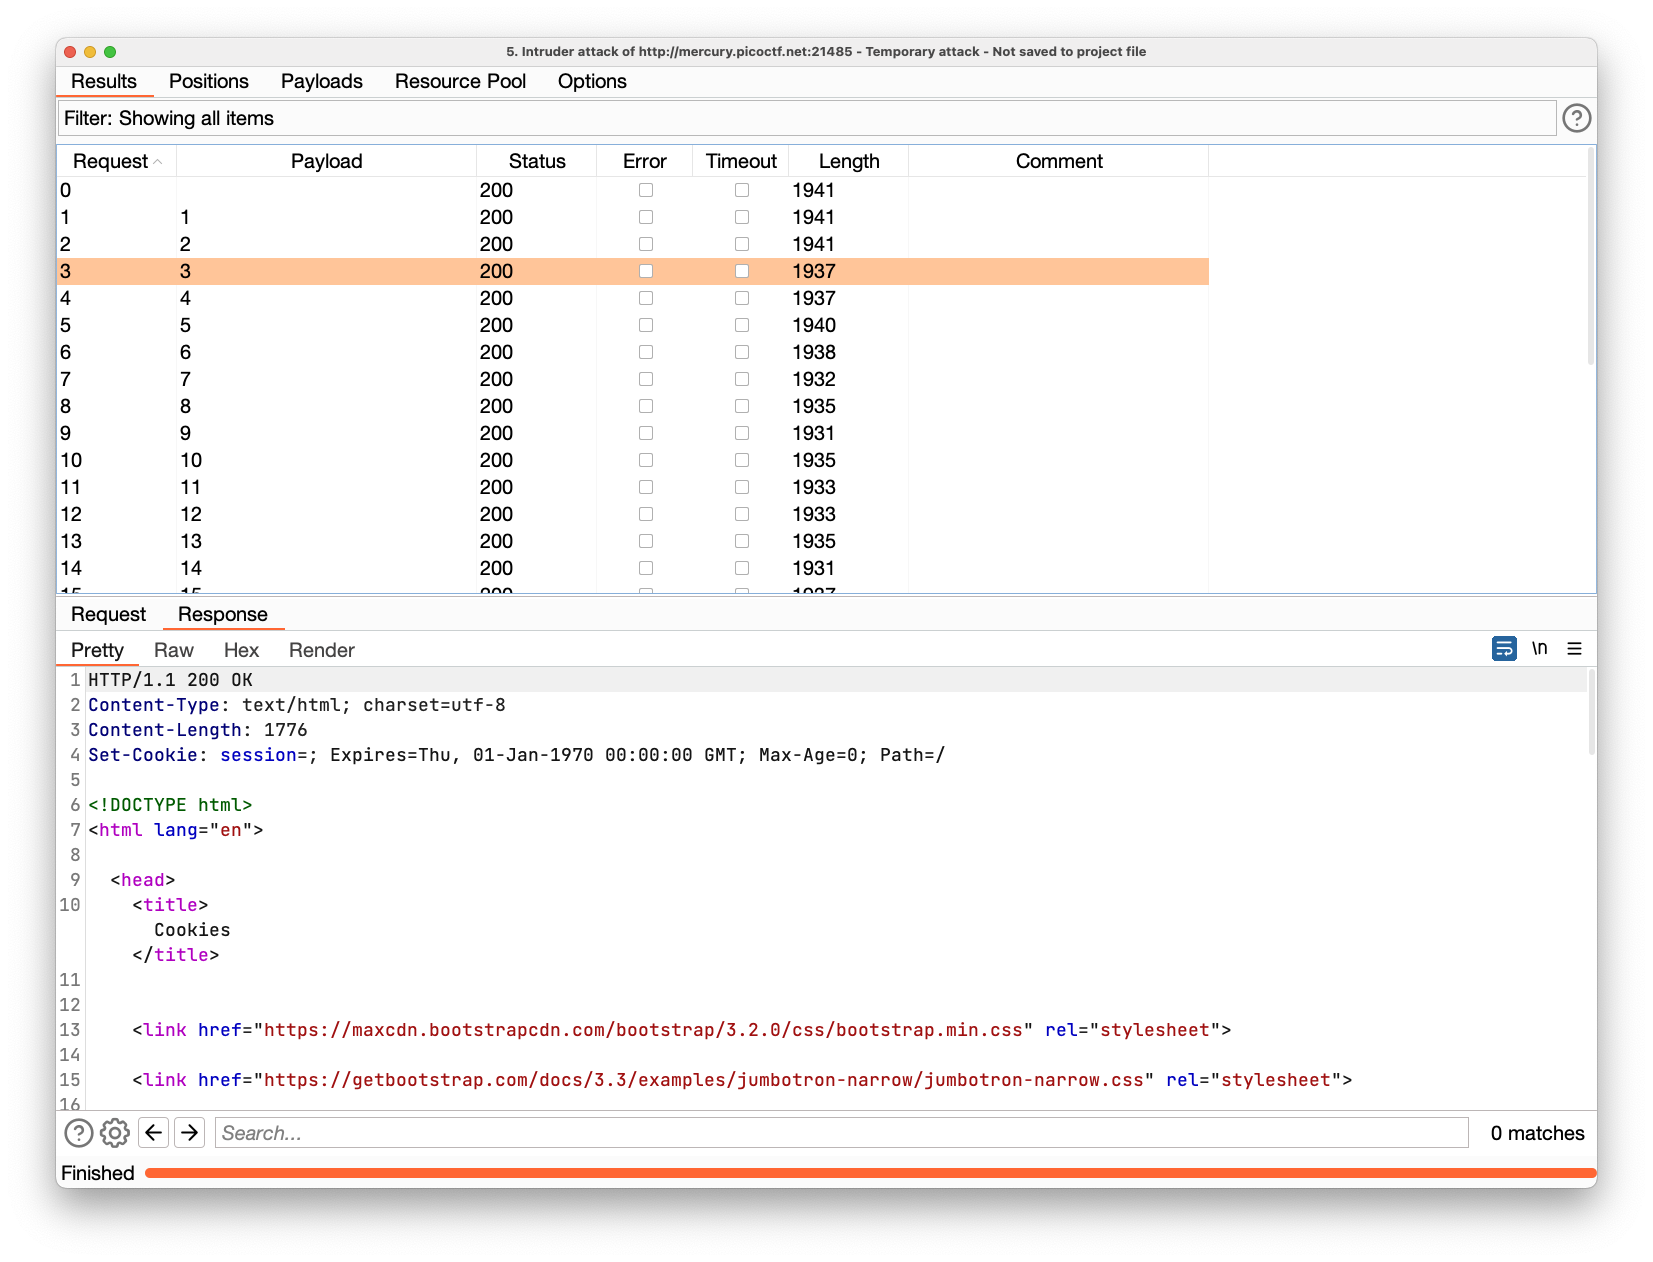 5. Intruder attack of http://mercury.picoctf.net:21485 - Temporary attack - Not saved to project file
Results Positions Payloads Resource Pool Options
Filter: Showing all items
Request Payload Status Error Timeout Length Comment
0 200 1941
1 1 200 1941
2 2 200 1941
3 3 200 1937
4 4 200 1937
5 5 200 1940
6 6 200 1938
7 7 200 1932
8 8 200 1935
9 9 200 1931
10 10 200 1935
11 11 200 1933
12 12 200 1933
13 13 200 1935
14 14 200 1931
15 15 200 1937
Request Response
Pretty Raw Hex Render \n
1 HTTP/1.1 200 OK
2 Content-Type: text/html; charset=utf-8
3 Content-Length: 1776
4 Set-Cookie: session=; Expires=Thu, 01-Jan-1970 00:00:00 GMT; Max-Age=0; Path=/
5
6 <!DOCTYPE html>
7 <html lang="en">
8
9 <head>
10 <title>
Cookies
</title>
11
12
13 <link href="https://maxcdn.bootstrapcdn.com/bootstrap/3.2.0/css/bootstrap.min.css" rel="stylesheet">
14
15 <link href="https://getbootstrap.com/docs/3.3/examples/jumbotron-narrow/jumbotron-narrow.css" rel="stylesheet">
16
Search... 0 matches
Finished